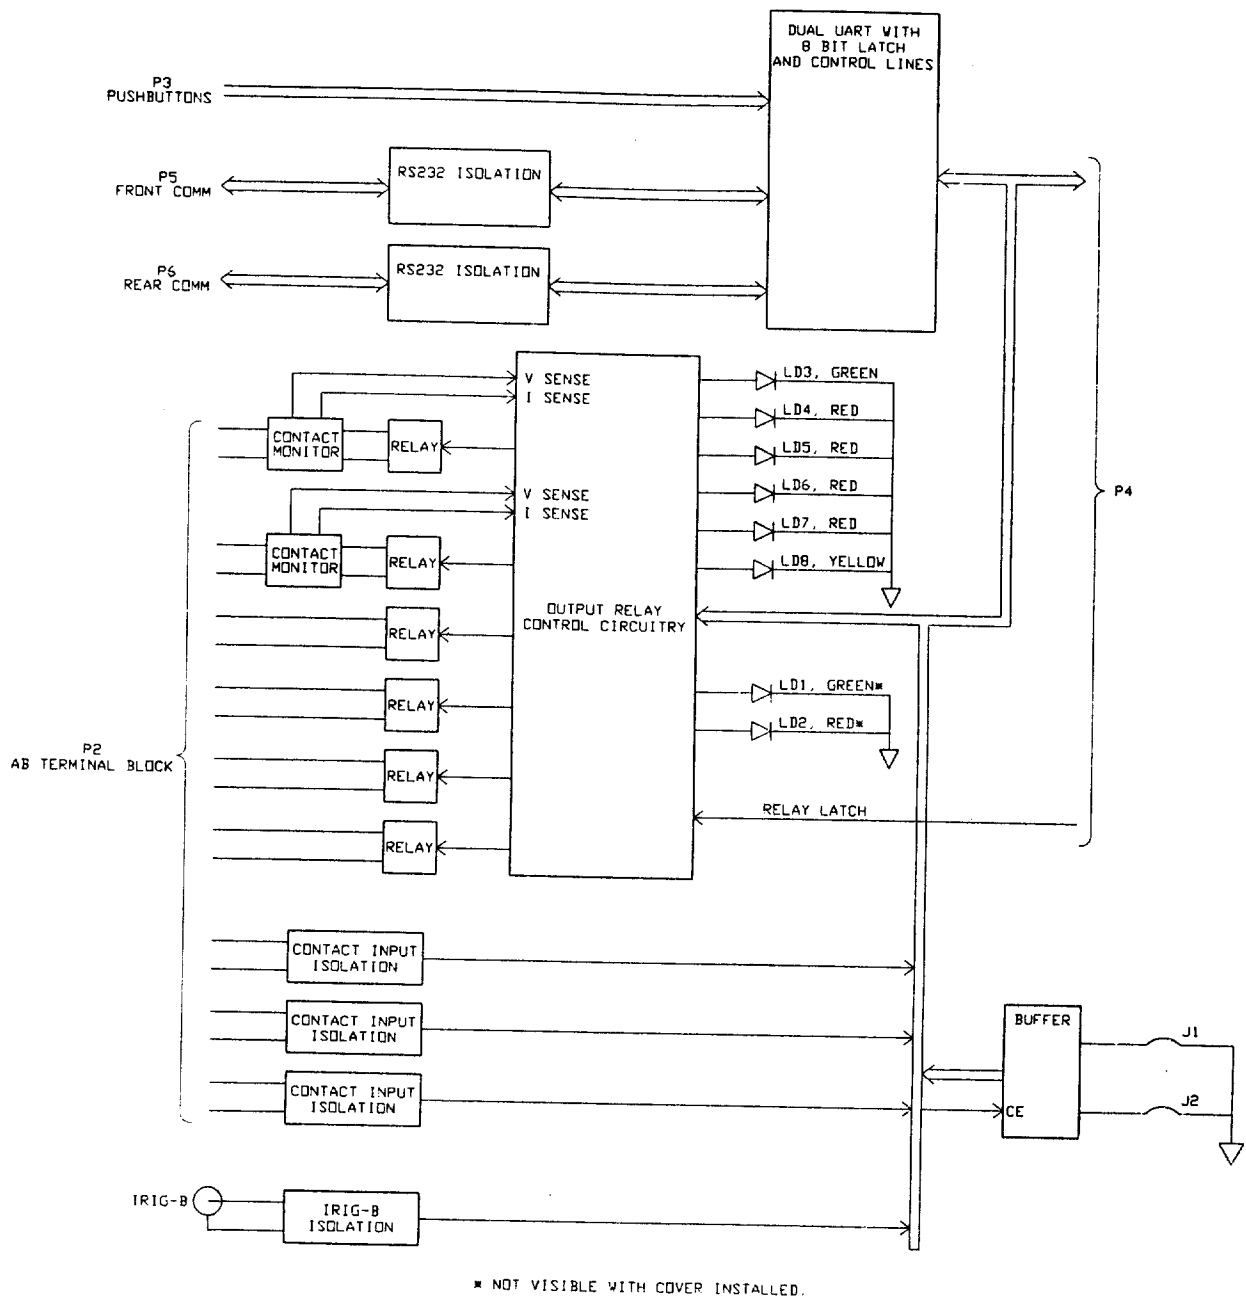 DUAL UART WITH
8 BIT LATCH
AND CONTROL LINES
P3
PUSHBUTTONS
P5
FRONT COMM
RS232 ISOLATION
P6
REAR COMM
RS232 ISOLATION
V SENSE
I SENSE
CONTACT
MONITOR
RELAY
V SENSE
I SENSE
CONTACT
MONITOR
RELAY
RELAY
RELAY
RELAY
RELAY
OUTPUT RELAY
CONTROL CIRCUITRY
LD3, GREEN
LD4, RED
LD5, RED
LD6, RED
LD7, RED
LD8, YELLOW
P4
LD1, GREEN*
LD2, RED*
RELAY LATCH
P2
AB TERMINAL BLOCK
CONTACT INPUT
ISOLATION
CONTACT INPUT
ISOLATION
CONTACT INPUT
ISOLATION
BUFFER
CE
J1
J2
IRIG-B
IRIG-B
ISOLATION
* NOT VISIBLE WITH COVER INSTALLED.